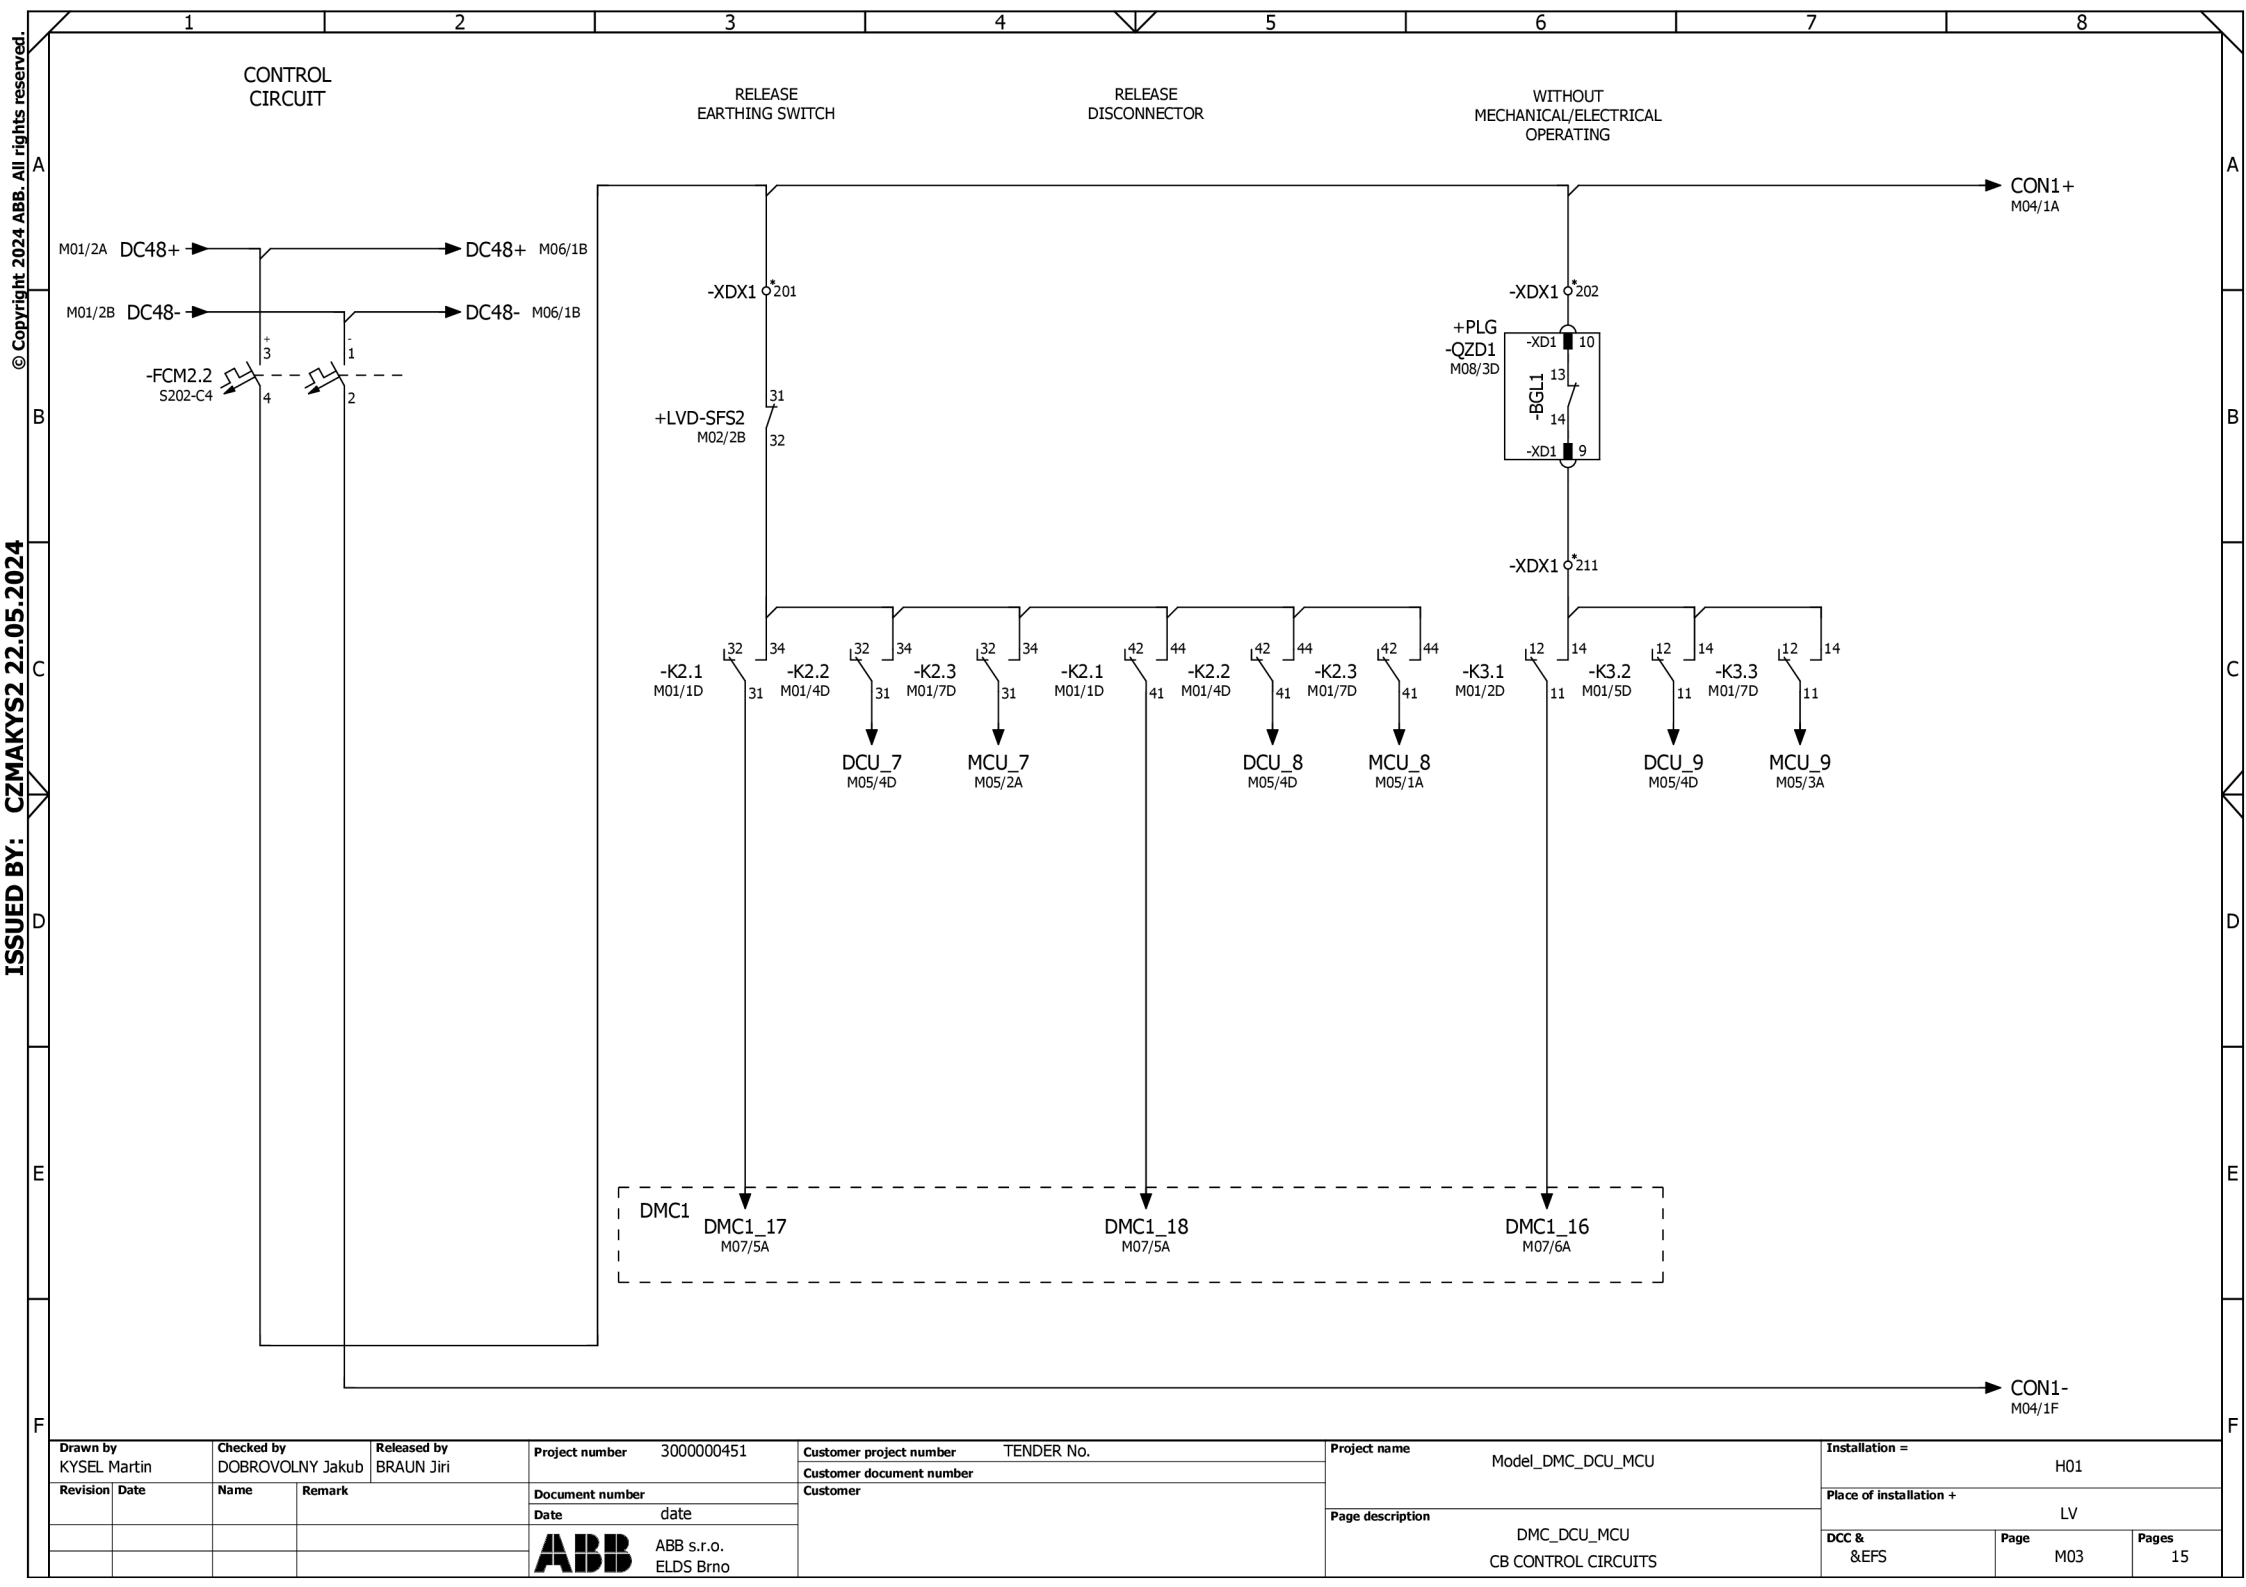 1 2 3 4 5 6 7 8
© Copyright 2024 ABB. All rights reserved.
ISSUED BY: CZMAKYS2 22.05.2024
A
B
C
D
E
F
A
B
C
D
E
F
CONTROL
CIRCUIT
RELEASE
EARTHING SWITCH
RELEASE
DISCONNECTOR
WITHOUT
MECHANICAL/ELECTRICAL
OPERATING
CON1+
M04/1A
M01/2A DC48+ DC48+ M06/1B
M01/2B DC48- DC48- M06/1B
+ -
3 1
-FCM2.2
S202-C4
4 2
-XDX1 * 201
31
+LVD-SFS2
M02/2B
32
-XDX1 * 202
+PLG
-QZD1
M08/3D
-XD1 10
13
-BGL1
14
-XD1 9
-XDX1 * 211
32 34 32 34 32 34 42 44 42 44 42 44 12 14 12 14 12 14
-K2.1 -K2.2 -K2.3 -K2.1 -K2.2 -K2.3 -K3.1 -K3.2 -K3.3
M01/1D M01/4D M01/7D M01/1D M01/4D M01/7D M01/2D M01/5D M01/7D
31 31 31 41 41 41 11 11 11
DCU_7 MCU_7 DCU_8 MCU_8 DCU_9 MCU_9
M05/4D M05/2A M05/4D M05/1A M05/4D M05/3A
DMC1
DMC1_17 DMC1_18 DMC1_16
M07/5A M07/5A M07/6A
CON1-
M04/1F
Drawn by
KYSEL Martin
Checked by
DOBROVOLNY Jakub
Released by
BRAUN Jiri
Revision Date Name Remark
Project number 3000000451
Document number
Date date
ABB
ABB s.r.o.
ELDS Brno
Customer project number TENDER No.
Customer document number
Customer
Project name
Model_DMC_DCU_MCU
Page description
DMC_DCU_MCU
CB CONTROL CIRCUITS
Installation =
H01
Place of installation +
LV
DCC &
&EFS
Page
M03
Pages
15